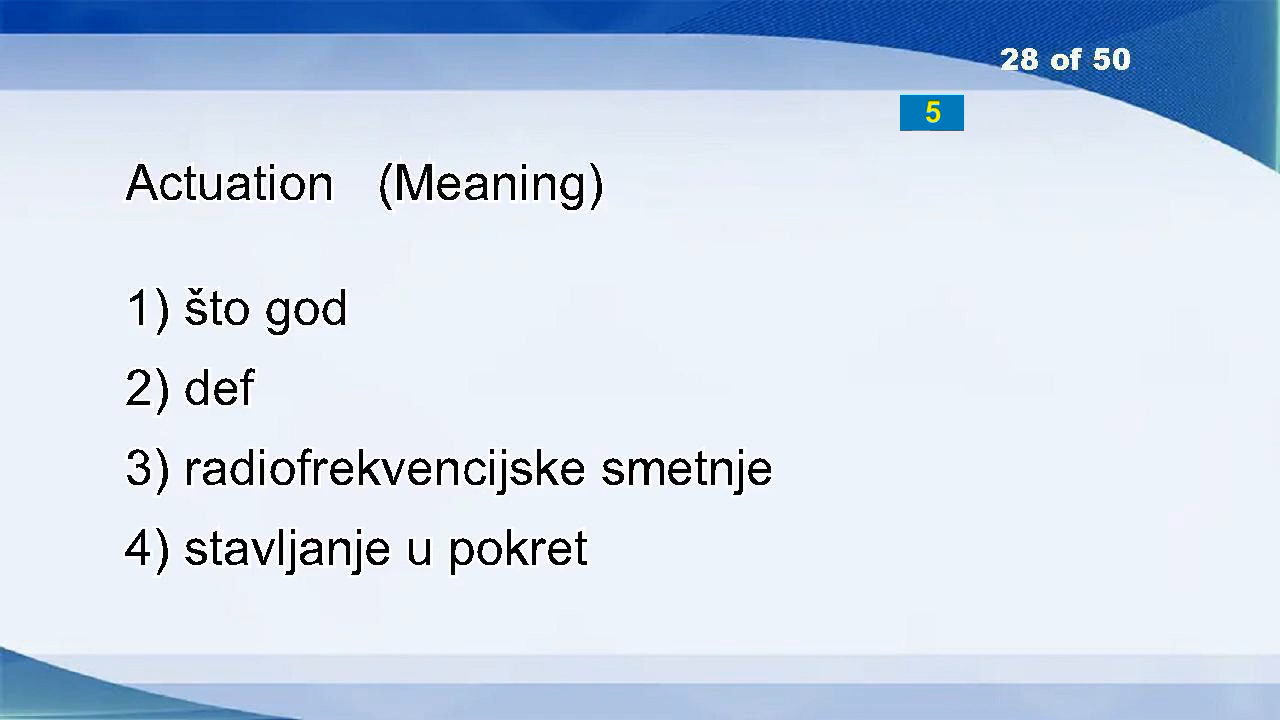 28 of 50
5
Actuation (Meaning)
1) što god
2) def
3) radiofrekvencijske smetnje
4) stavljanje u pokret